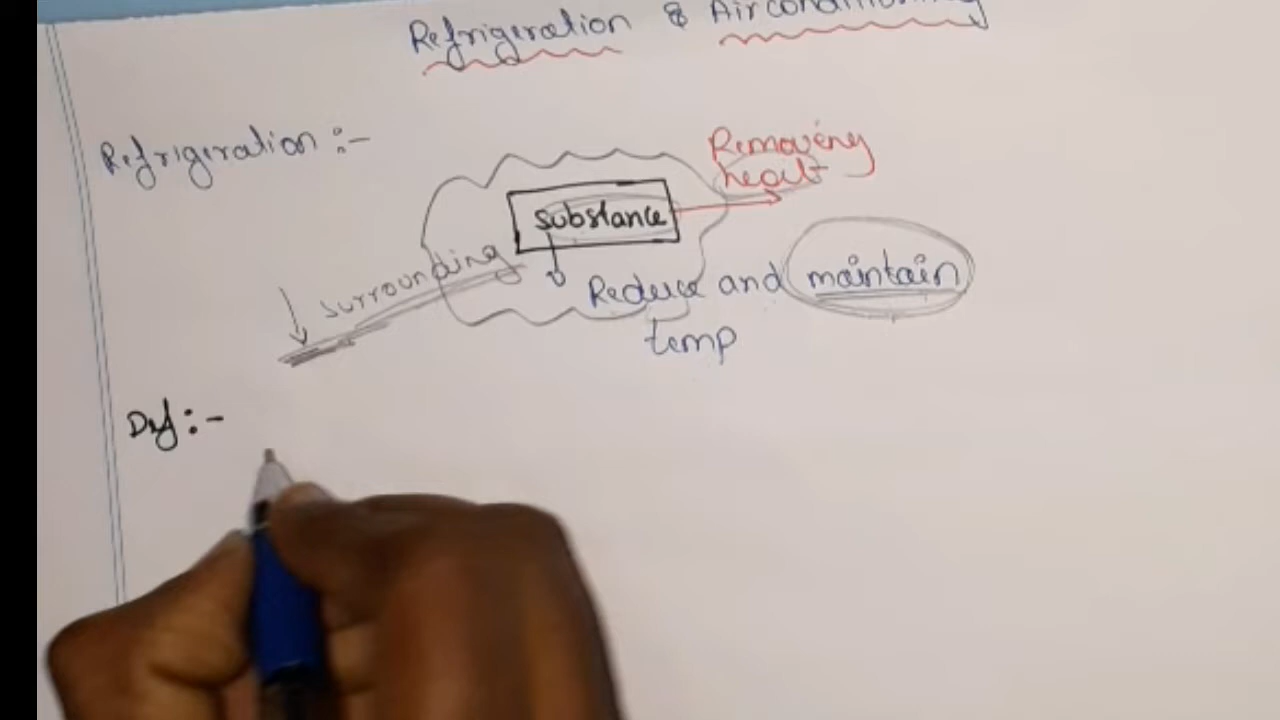 Refrigeration & Airconditioning
Refrigeration :-
Removing
heat
substance
surrounding
Reduce and maintain
temp
Def :-